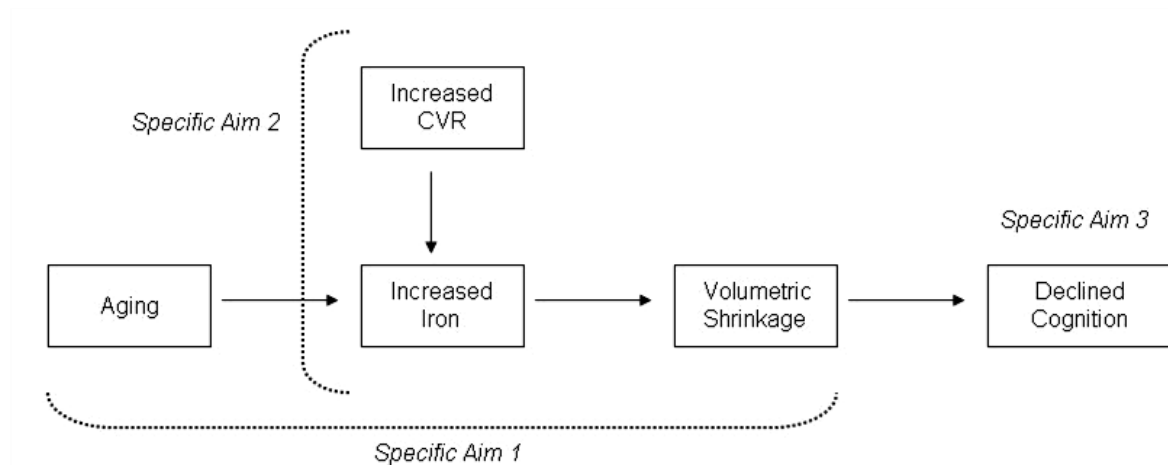 Increased
CVR
Specific Aim 2
Specific Aim 3
Aging
Increased
Iron
Volumetric
Shrinkage
Declined
Cognition
Specific Aim 1